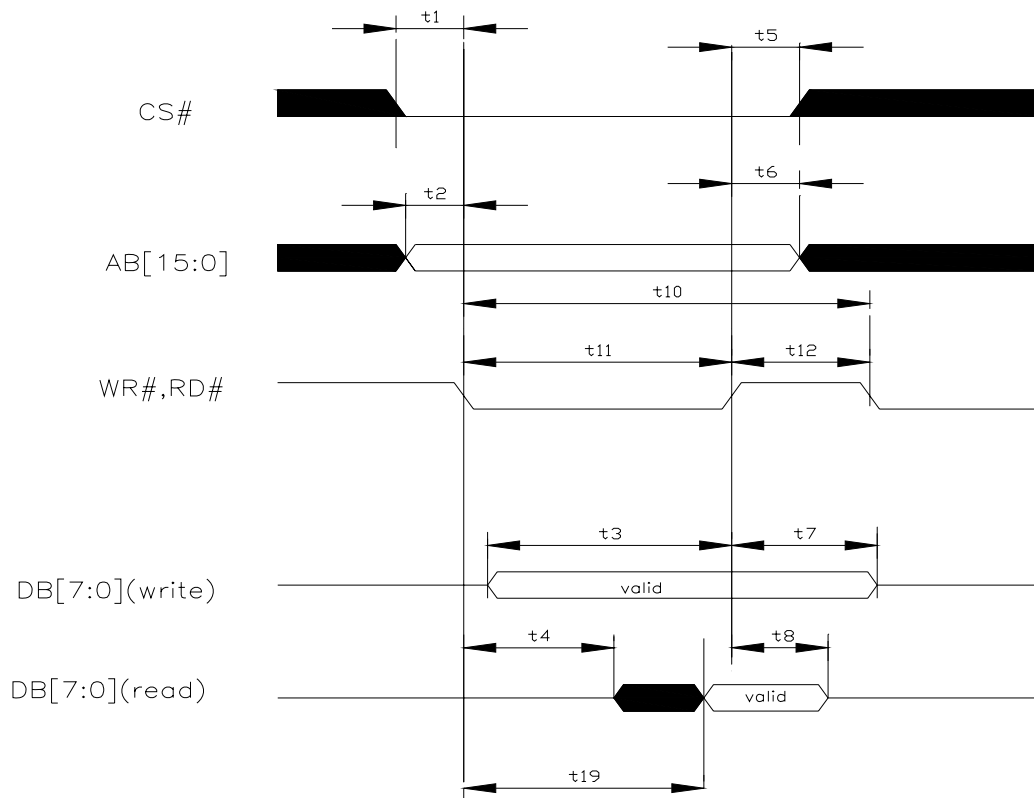 t1
t5
CS#
t6
t2
AB[15:0]
t10
t11
t12
WR#,RD#
t3
t7
DB[7:0](write)
valid
t4
t8
DB[7:0](read)
valid
t19